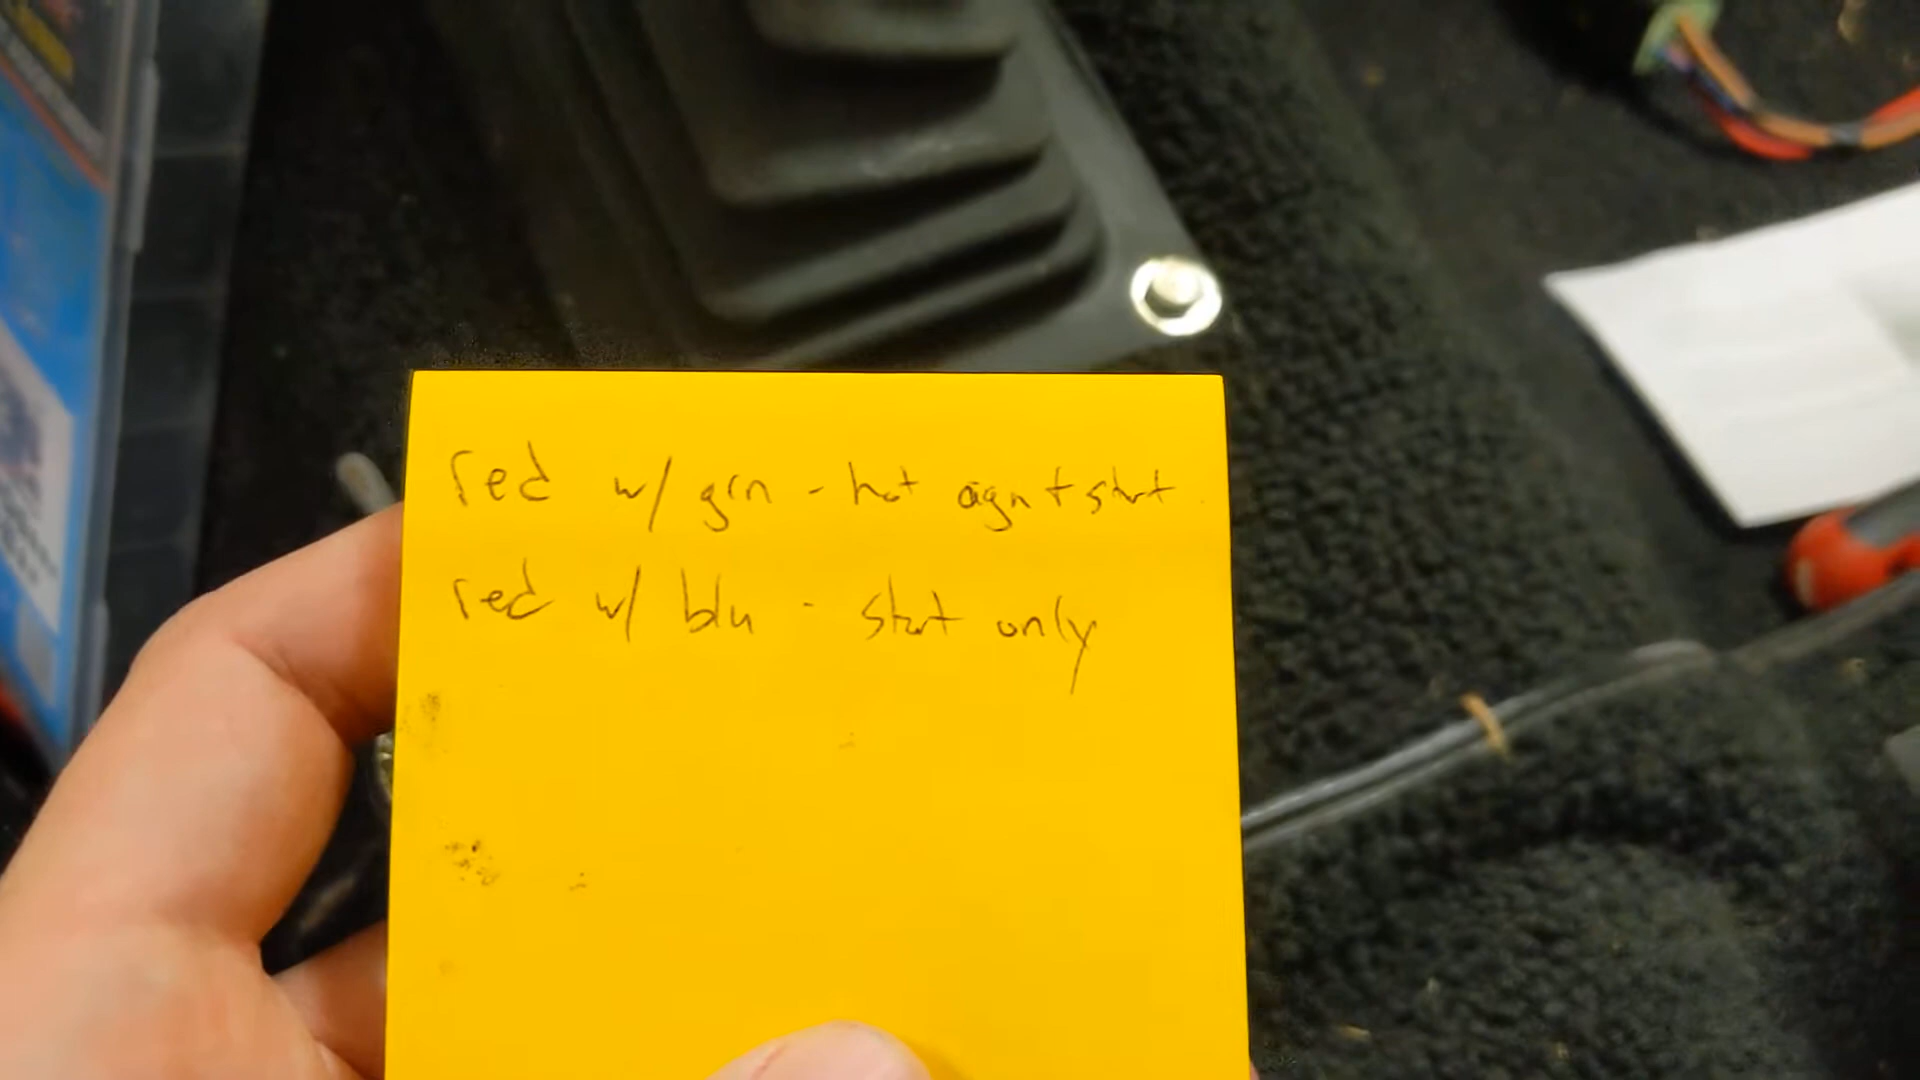 red w/ grn - hot ign + start
red w/ blu - start only